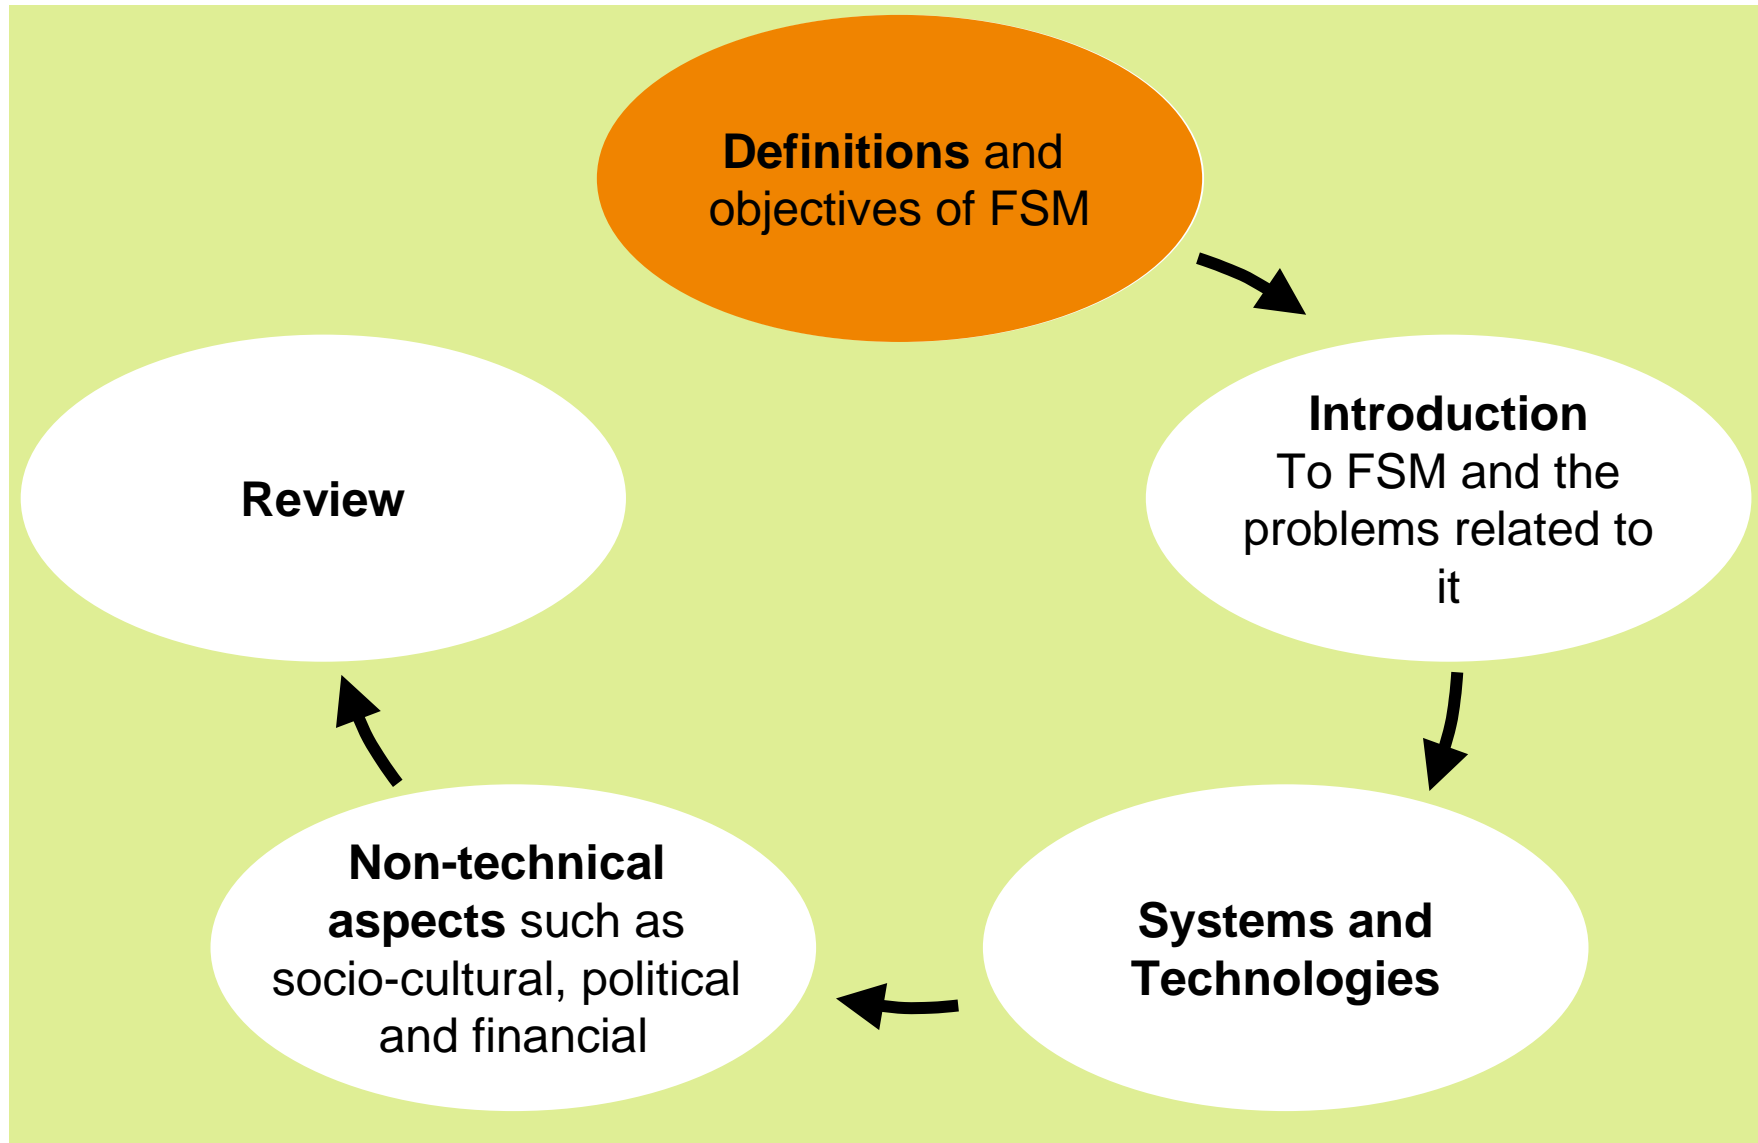 Definitions and
objectives of FSM
Introduction
To FSM and the
problems related to
it
Systems and
Technologies
Non-technical
aspects such as
socio-cultural, political
and financial
Review